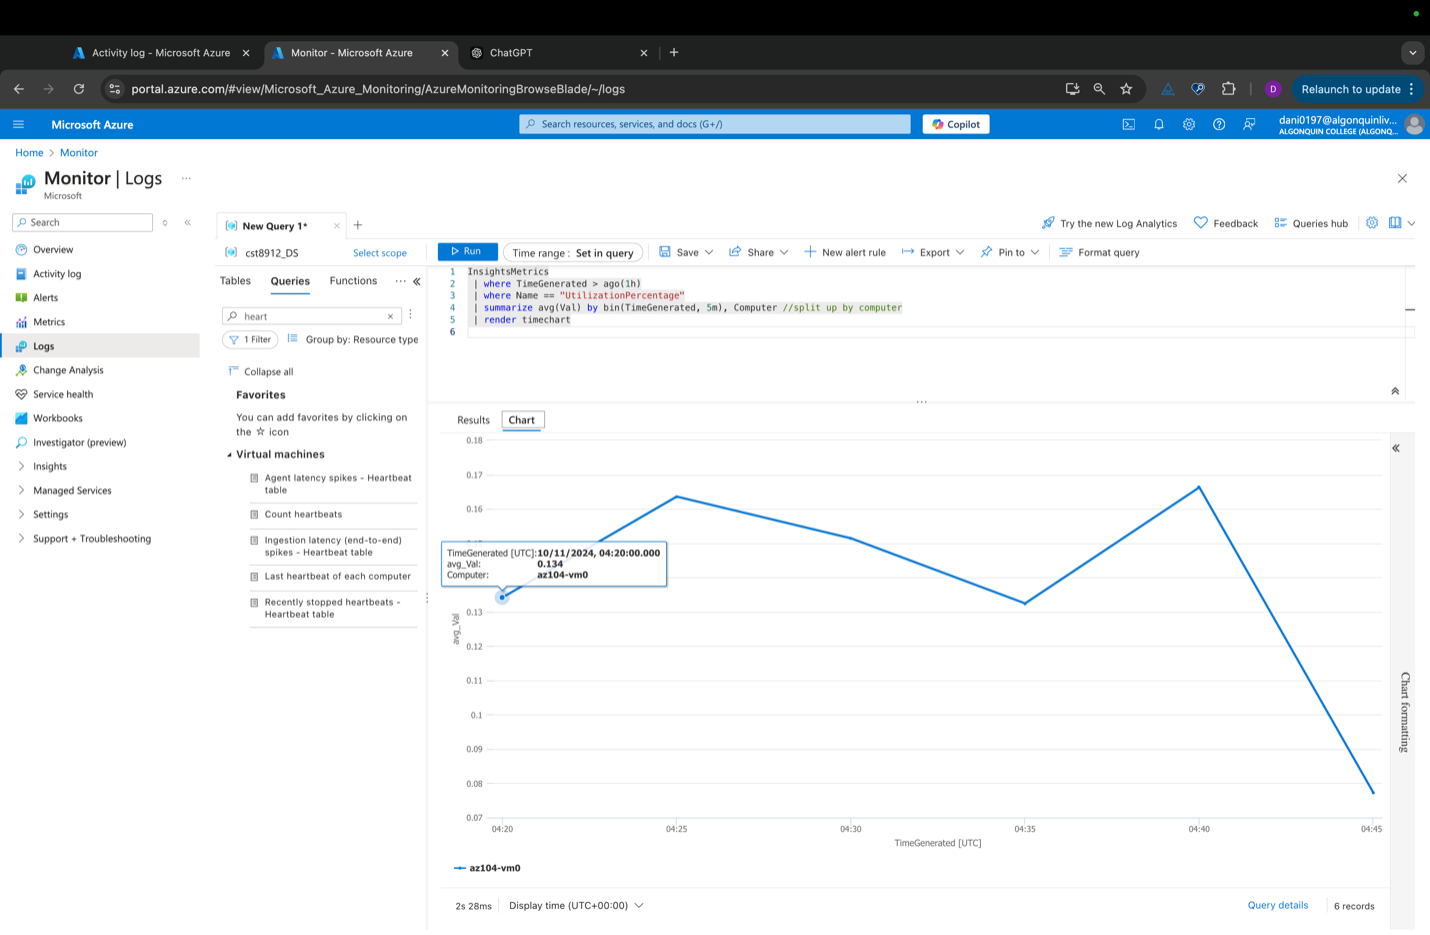 Activity log - Microsoft Azure
Monitor - Microsoft Azure
ChatGPT
portal.azure.com/#view/Microsoft_Azure_Monitoring/AzureMonitoringBrowseBlade/~/logs
D
Relaunch to update
Microsoft Azure
Search resources, services, and docs (G+/)
Copilot
dani0197@algonquinliv...
ALGONQUIN COLLEGE (ALGONQ...
Home > Monitor
Monitor | Logs
Microsoft
Search
Overview
Activity log
Alerts
Metrics
Logs
Change Analysis
Service health
Workbooks
Investigator (preview)
Insights
Managed Services
Settings
Support + Troubleshooting
New Query 1*
Try the new Log Analytics
Feedback
Queries hub
cst8912_DS
Select scope
Run
Time range : Set in query
Save
Share
New alert rule
Export
Pin to
Format query
Tables
Queries
Functions
heart
1 Filter
Group by: Resource type
Collapse all
Favorites
You can add favorites by clicking on
the ☆ icon
Virtual machines
Agent latency spikes - Heartbeat
table
Count heartbeats
Ingestion latency (end-to-end)
spikes - Heartbeat table
Last heartbeat of each computer
Recently stopped heartbeats -
Heartbeat table
1 InsightsMetrics
2 | where TimeGenerated > ago(1h)
3 | where Name == "UtilizationPercentage"
4 | summarize avg(Val) by bin(TimeGenerated, 5m), Computer //split up by computer
5 | render timechart
6
Results
Chart
0.18
0.17
0.16
TimeGenerated [UTC]: 10/11/2024, 04:20:00.000
avg_Val: 0.134
Computer: az104-vm0
0.13
0.12
0.11
0.1
0.09
0.08
0.07
avg_Val
04:20
04:25
04:30
04:35
04:40
04:45
TimeGenerated [UTC]
az104-vm0
Chart formatting
2s 28ms
Display time (UTC+00:00)
Query details
6 records